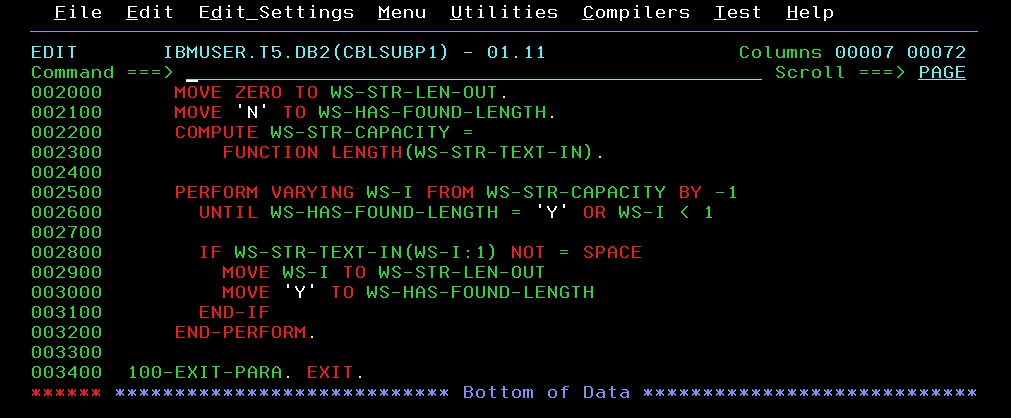 File  Edit  Edit_Settings  Menu  Utilities  Compilers  Test  Help
EDIT       IBMUSER.T5.DB2(CBLSUBP1) - 01.11                Columns 00007 00072
Command ===>                                                  Scroll ===> PAGE
002000      MOVE ZERO TO WS-STR-LEN-OUT.
002100      MOVE 'N' TO WS-HAS-FOUND-LENGTH.
002200      COMPUTE WS-STR-CAPACITY =
002300          FUNCTION LENGTH(WS-STR-TEXT-IN).
002400
002500      PERFORM VARYING WS-I FROM WS-STR-CAPACITY BY -1
002600        UNTIL WS-HAS-FOUND-LENGTH = 'Y' OR WS-I < 1
002700
002800        IF WS-STR-TEXT-IN(WS-I:1) NOT = SPACE
002900          MOVE WS-I TO WS-STR-LEN-OUT
003000          MOVE 'Y' TO WS-HAS-FOUND-LENGTH
003100        END-IF
003200      END-PERFORM.
003300
003400  100-EXIT-PARA. EXIT.
****** **************************** Bottom of Data ****************************